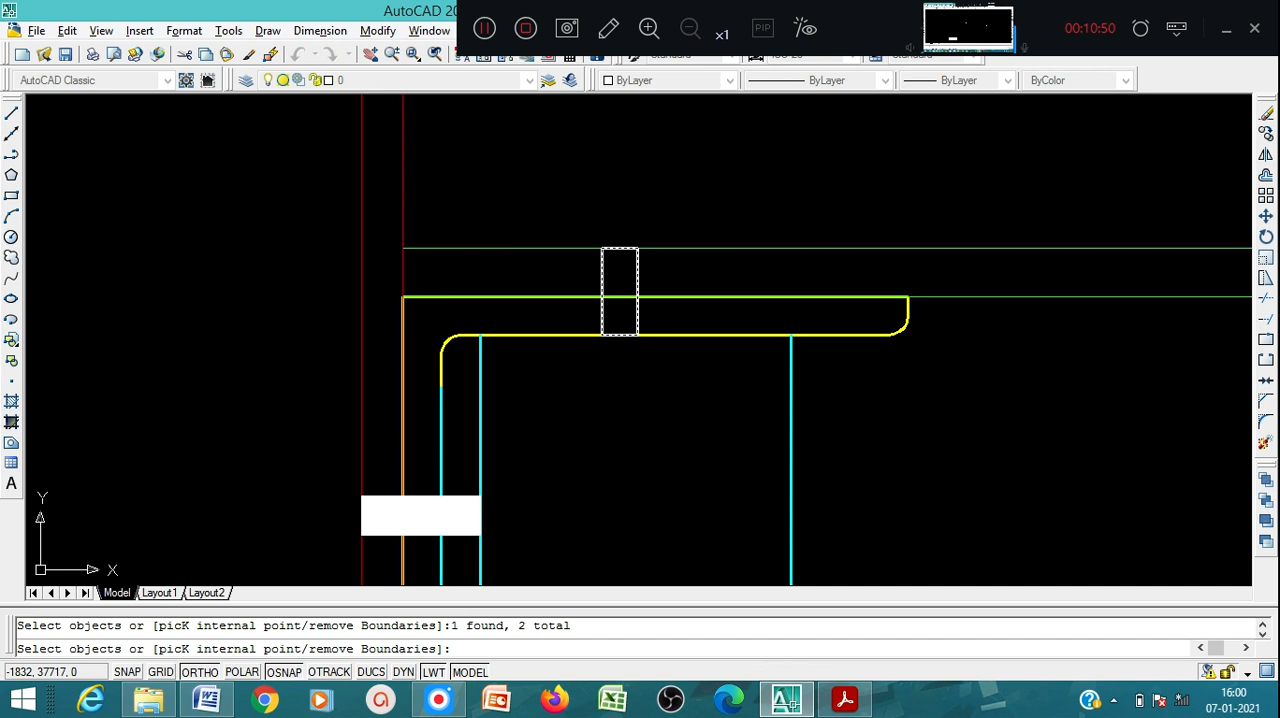 AutoCAD 20
x1
PIP
00:10:50
File Edit View Insert Format Tools Draw Dimension Modify Window
AutoCAD Classic
0
ByLayer
ByLayer
ByLayer
ByColor
A
Y
X
Model Layout1 Layout2
Select objects or [picK internal point/remove Boundaries]:1 found, 2 total
Select objects or [picK internal point/remove Boundaries]:
-1832, 37717, 0 SNAP GRID ORTHO POLAR OSNAP OTRACK DUCS DYN LWT MODEL
16:00
07-01-2021